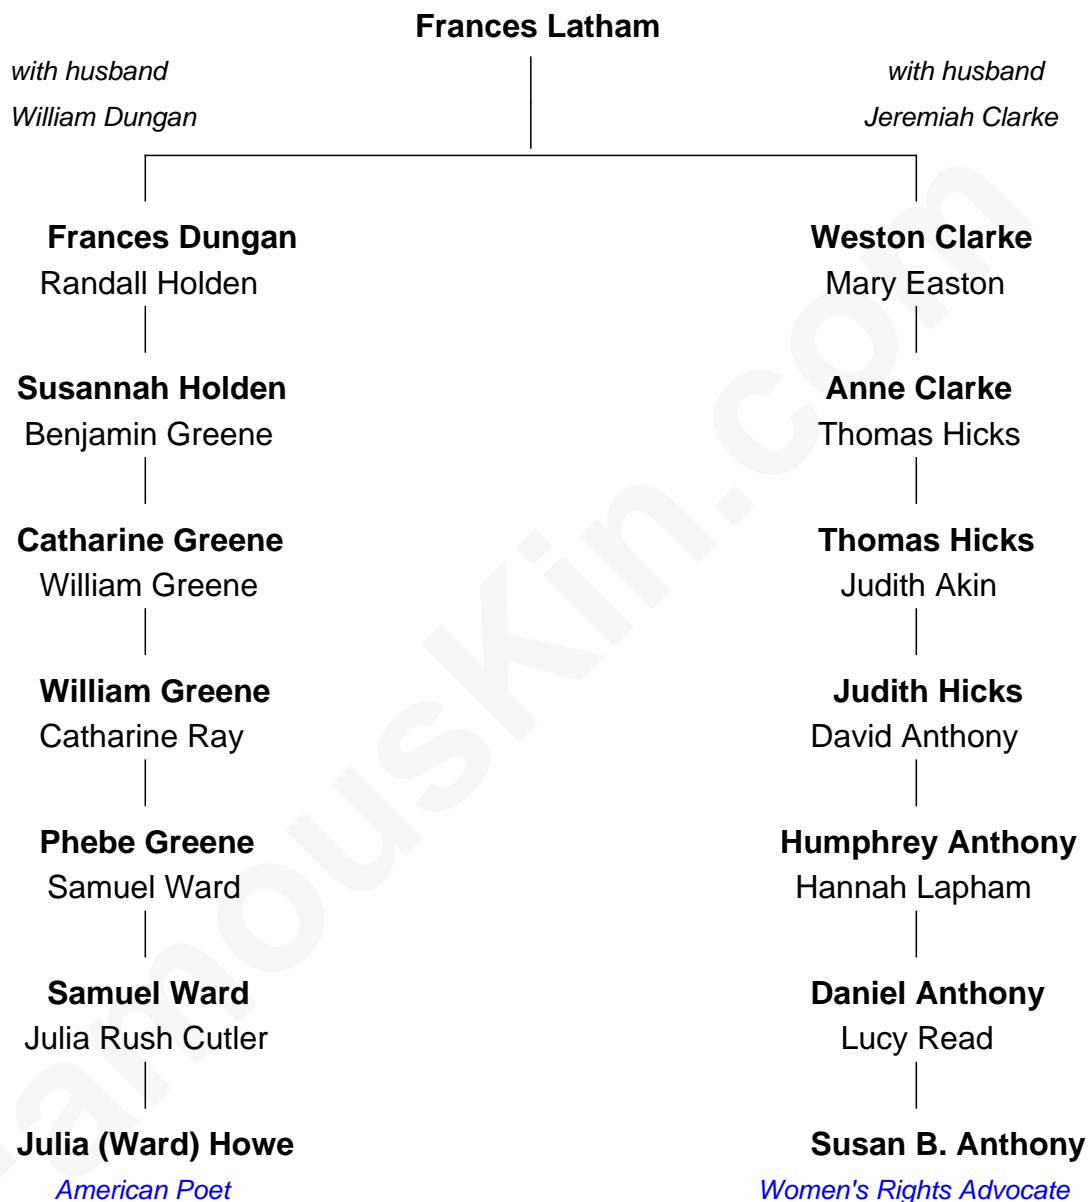 Frances Latham
with husband
William Dungan
with husband
Jeremiah Clarke
Frances Dungan
Randall Holden
Weston Clarke
Mary Easton
Susannah Holden
Benjamin Greene
Anne Clarke
Thomas Hicks
Catharine Greene
William Greene
Thomas Hicks
Judith Akin
William Greene
Catharine Ray
Judith Hicks
David Anthony
Phebe Greene
Samuel Ward
Humphrey Anthony
Hannah Lapham
Samuel Ward
Julia Rush Cutler
Daniel Anthony
Lucy Read
Julia (Ward) Howe
American Poet
Susan B. Anthony
Women's Rights Advocate
amousKin.com